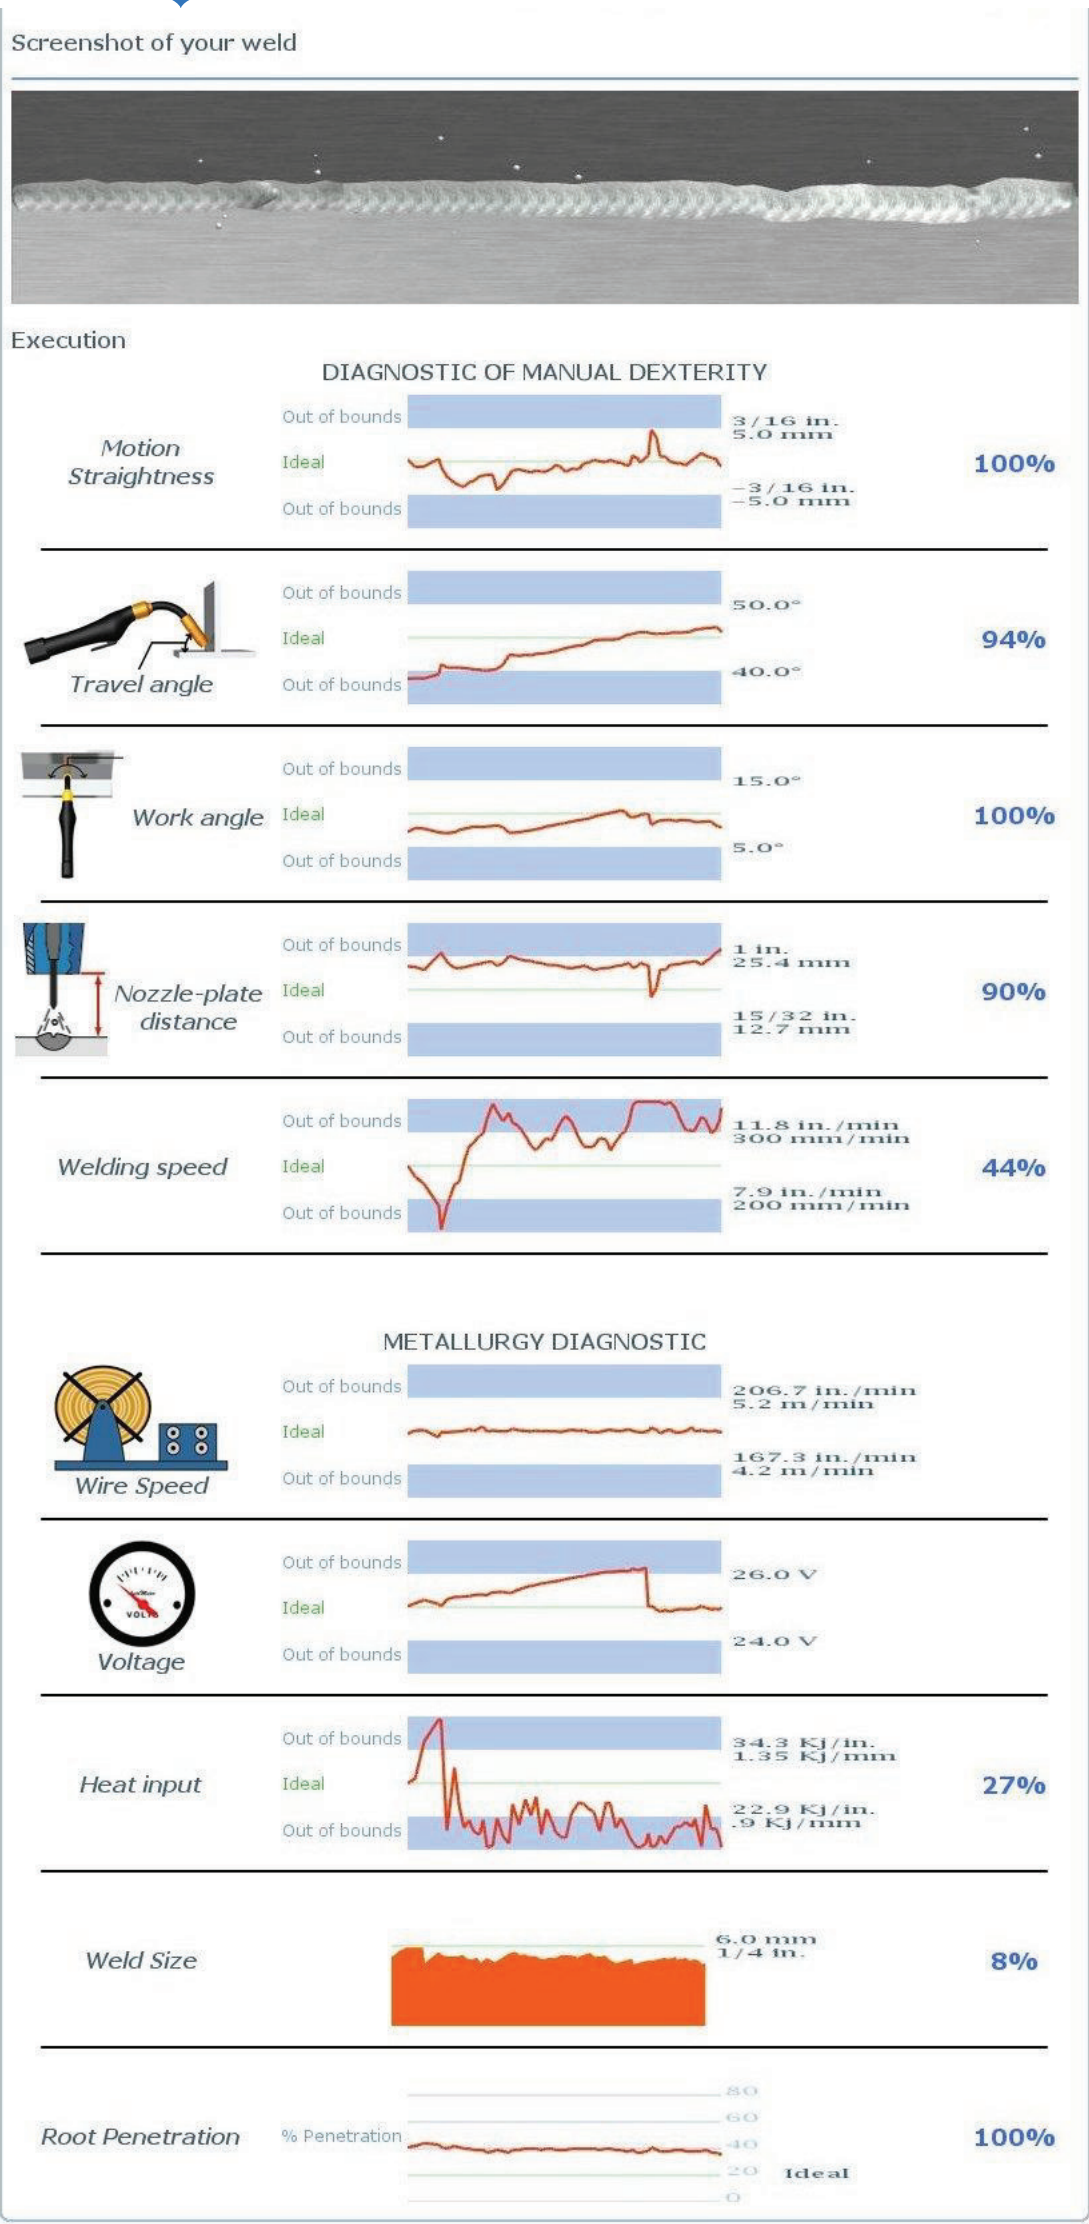 Screenshot of your weld
Execution
DIAGNOSTIC OF MANUAL DEXTERITY
Motion
Straightness
Out of bounds
Ideal
Out of bounds
3/16 in.
5.0 mm
-3/16 in.
-5.0 mm
100%
Travel angle
Out of bounds
Ideal
Out of bounds
50.0°
40.0°
94%
Work angle
Out of bounds
Ideal
Out of bounds
15.0°
5.0°
100%
Nozzle-plate
distance
Out of bounds
Ideal
Out of bounds
1 in.
25.4 mm
15/32 in.
12.7 mm
90%
Welding speed
Out of bounds
Ideal
Out of bounds
11.8 in./min
300 mm/min
7.9 in./min
200 mm/min
44%
METALLURGY DIAGNOSTIC
Wire Speed
Out of bounds
Ideal
Out of bounds
206.7 in./min
5.2 m/min
167.3 in./min
4.2 m/min
VOLTS
Voltage
Out of bounds
Ideal
Out of bounds
26.0 V
24.0 V
Heat input
Out of bounds
Ideal
Out of bounds
34.3 Kj/in.
1.35 Kj/mm
22.9 Kj/in.
.9 Kj/mm
27%
Weld Size
6.0 mm
1/4 in.
8%
Root Penetration
% Penetration
80
60
40
20 Ideal
0
100%